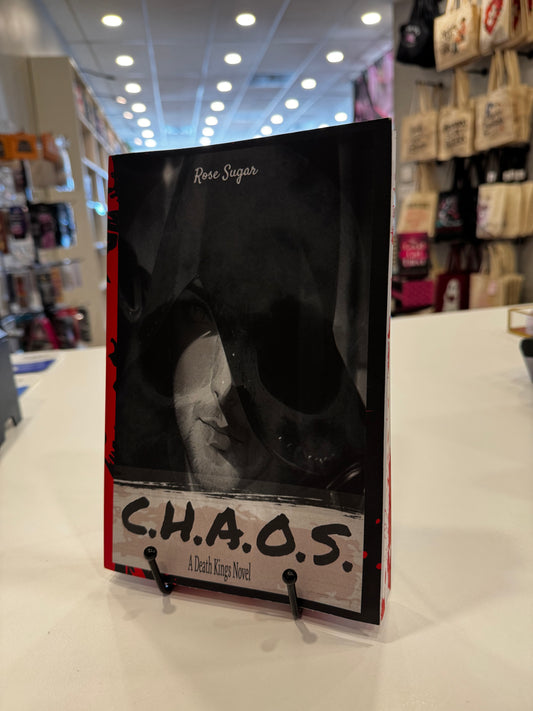 Rose Sugar
C.H.A.O.S.
A Death Kings Novel